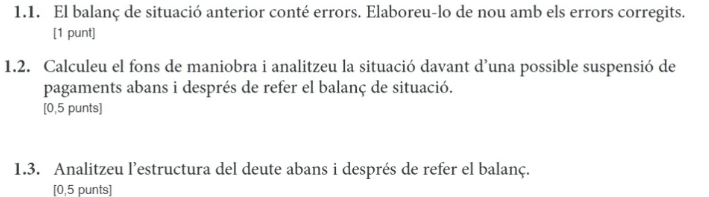 1.1. El balanç de situació anterior conté errors. Elaboreu-lo de nou amb els errors corregits.
[1 punt]
1.2. Calculeu el fons de maniobra i analitzeu la situació davant d’una possible suspensió de
pagaments abans i després de refer el balanç de situació.
[0,5 punts]
1.3. Analitzeu l’estructura del deute abans i després de refer el balanç.
[0,5 punts]